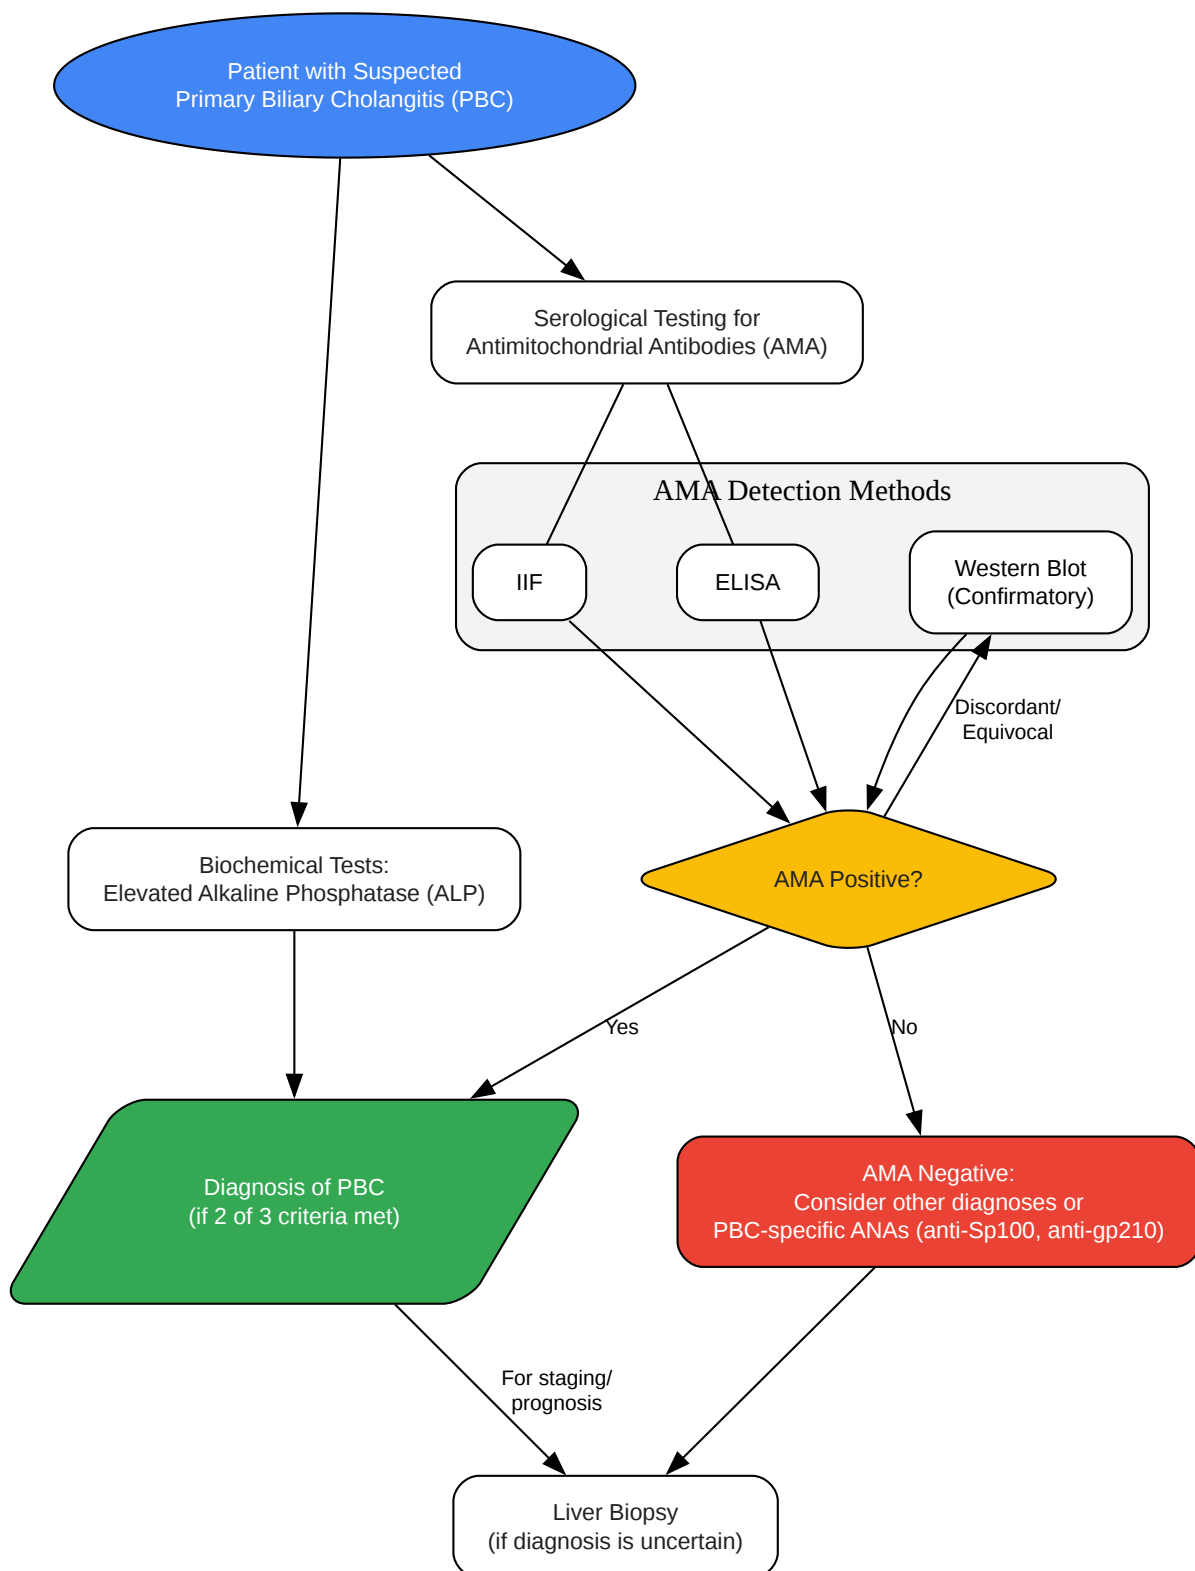 Patient with Suspected
Primary Biliary Cholangitis (PBC)
Serological Testing for
Antimitochondrial Antibodies (AMA)
AMA Detection Methods
IIF
ELISA
Western Blot
(Confirmatory)
Discordant/
Equivocal
Biochemical Tests:
Elevated Alkaline Phosphatase (ALP)
AMA Positive?
Yes
No
Diagnosis of PBC
(if 2 of 3 criteria met)
AMA Negative:
Consider other diagnoses or
PBC-specific ANAs (anti-Sp100, anti-gp210)
For staging/
prognosis
Liver Biopsy
(if diagnosis is uncertain)